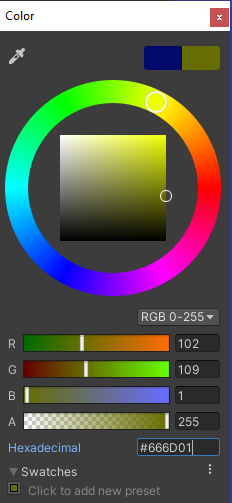 Color
x
RGB 0-255
R 102
G 109
B 1
A 255
Hexadecimal #666D01
Swatches
Click to add new preset